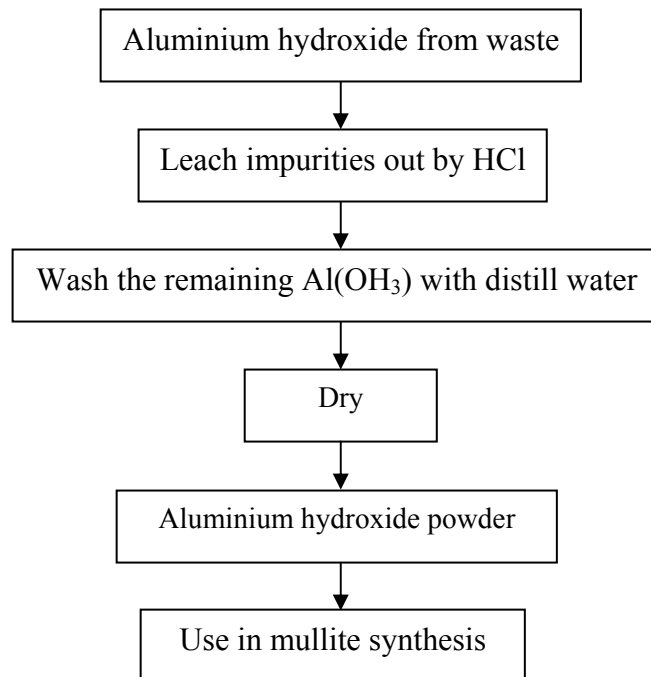 Aluminium hydroxide from waste
Leach impurities out by HCl
Wash the remaining Al(OH₃) with distill water
Dry
Aluminium hydroxide powder
Use in mullite synthesis